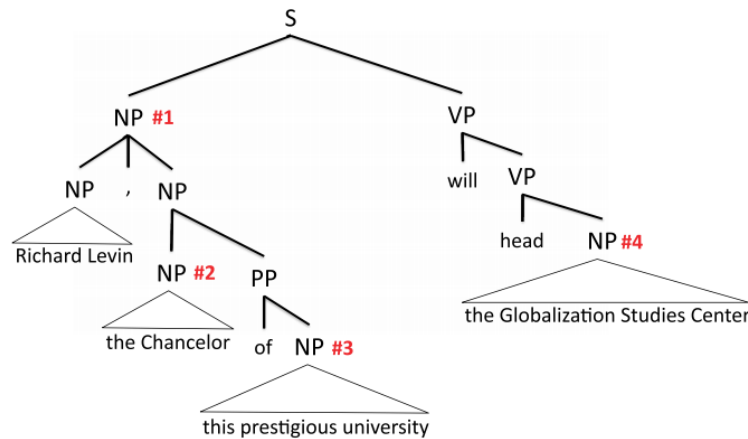 S
NP #1 VP
NP , NP will VP
Richard Levin head NP #4
NP #2 PP
the Globalization Studies Center
the Chancelor of NP #3
this prestigious university